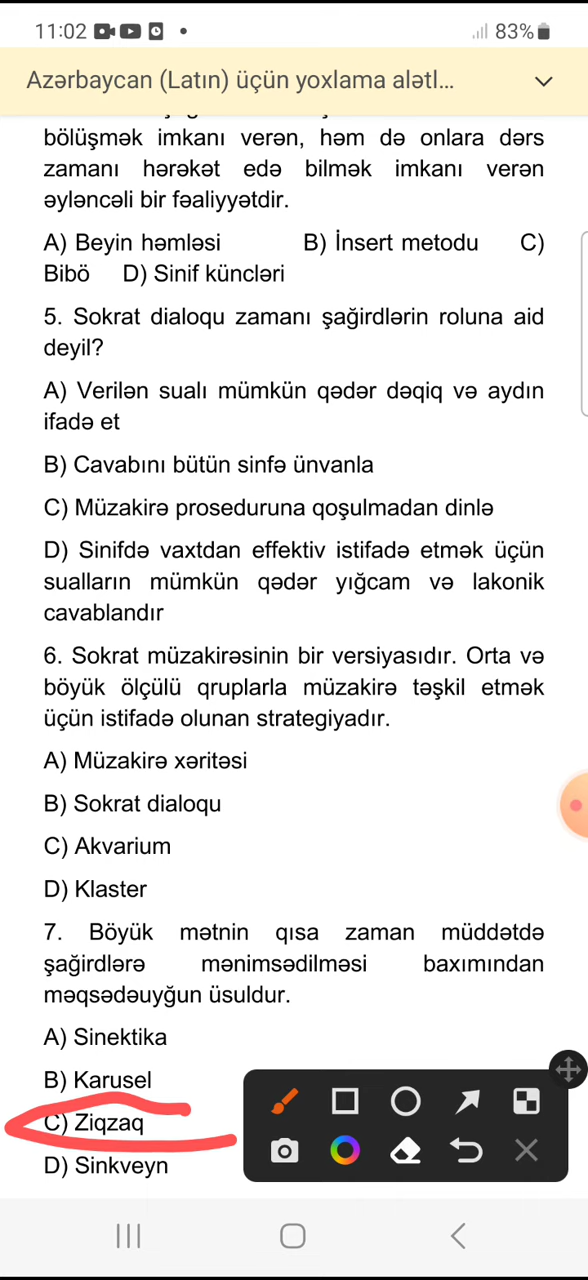 11:02
83%
Azərbaycan (Latın) üçün yoxlama alətl...
bölüşmək imkanı verən, həm də onlara dərs
zamanı hərəkət edə bilmək imkanı verən
əyləncəli bir fəaliyyətdir.
A) Beyin həmləsi B) İnsert metodu C)
Bibö D) Sinif küncləri
5. Sokrat dialoqu zamanı şağirdlərin roluna aid
deyil?
A) Verilən sualı mümkün qədər dəqiq və aydın
ifadə et
B) Cavabını bütün sinfə ünvanla
C) Müzakirə proseduruna qoşulmadan dinlə
D) Sinifdə vaxtdan effektiv istifadə etmək üçün
sualların mümkün qədər yığcam və lakonik
cavablandır
6. Sokrat müzakirəsinin bir versiyasıdır. Orta və
böyük ölçülü qruplarla müzakirə təşkil etmək
üçün istifadə olunan strategiyadır.
A) Müzakirə xəritəsi
B) Sokrat dialoqu
C) Akvarium
D) Klaster
7. Böyük mətnin qısa zaman müddətdə
şağirdlərə mənimsədilməsi baxımından
məqsədəuyğun üsuldur.
A) Sinektika
B) Karusel
C) Ziqzaq
D) Sinkveyn